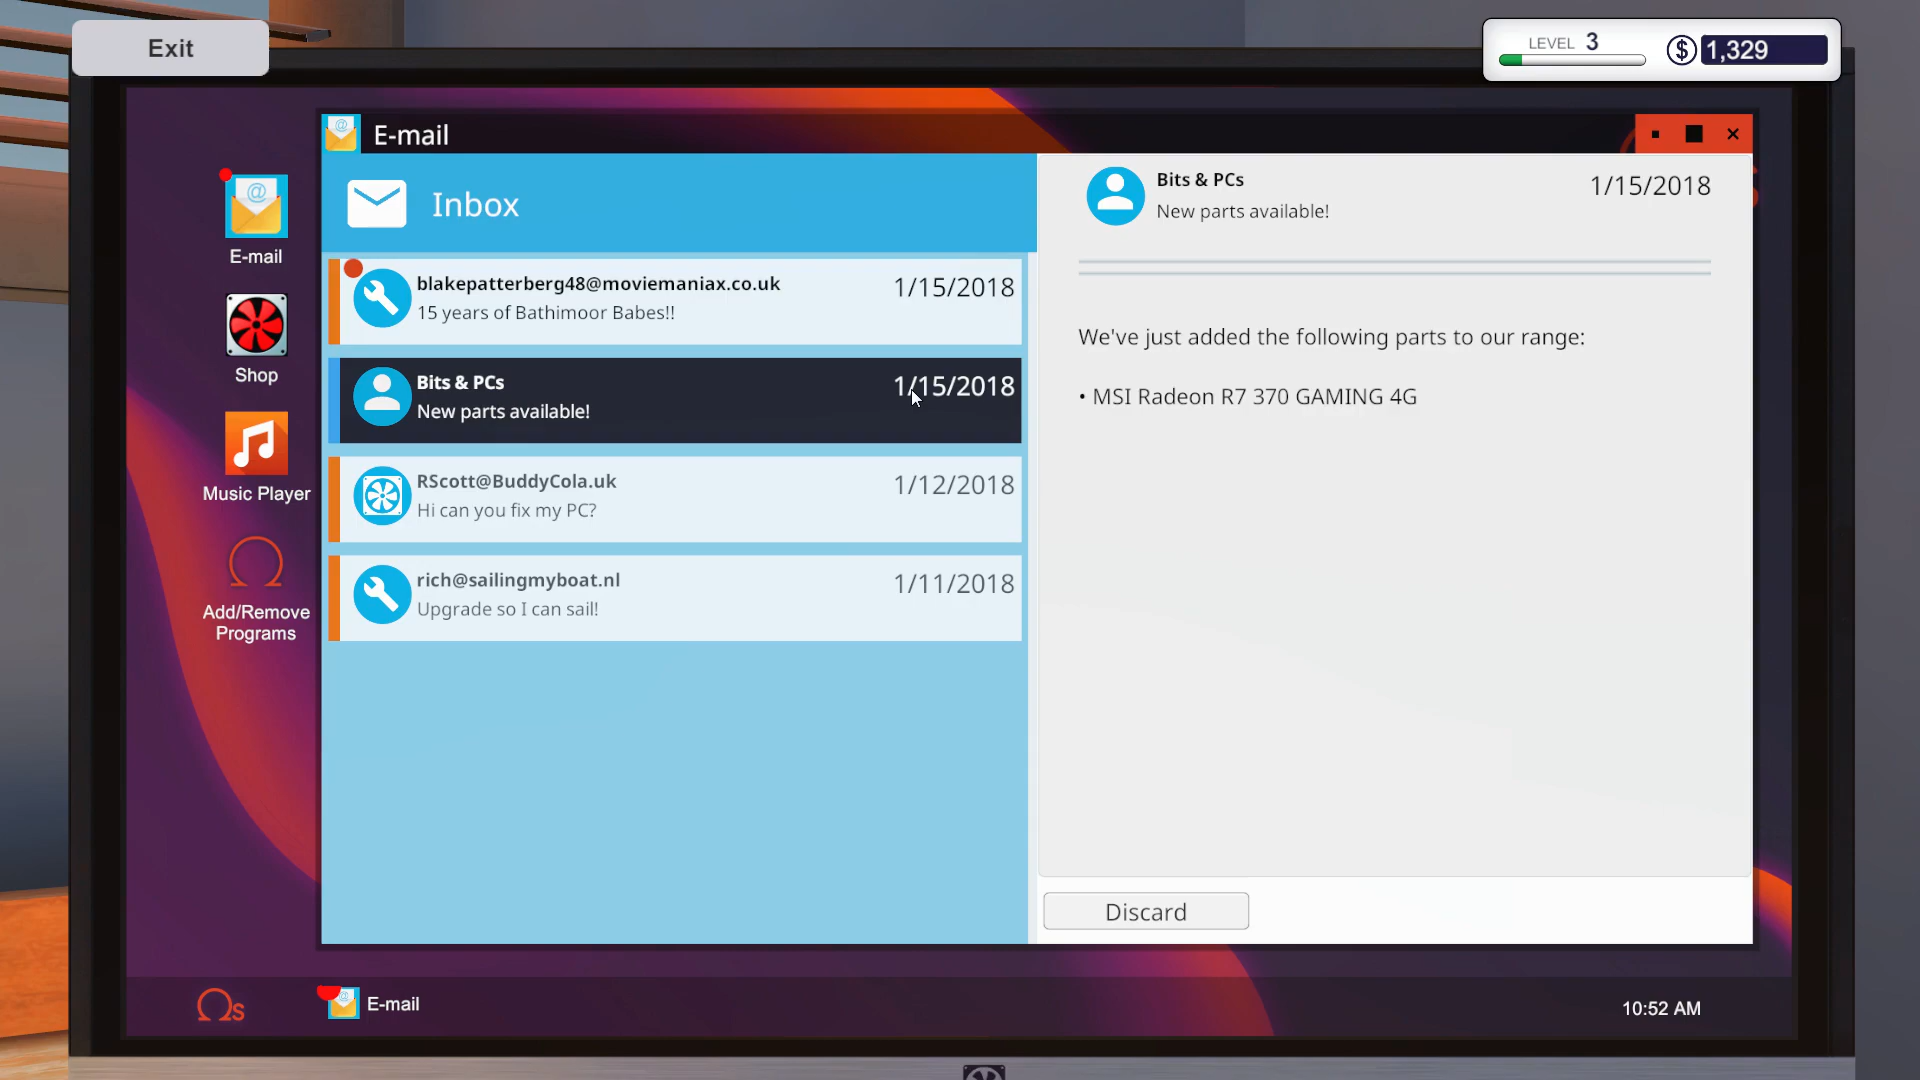 Exit
LEVEL 3
$ 1,329
E-mail
E-mail
Shop
Music Player
Add/Remove
Programs
Inbox
blakepatterberg48@moviemaniax.co.uk
1/15/2018
15 years of Bathimoor Babes!!
Bits & PCs
1/15/2018
New parts available!
RScott@BuddyCola.uk
1/12/2018
Hi can you fix my PC?
rich@sailingmyboat.nl
1/11/2018
Upgrade so I can sail!
Bits & PCs
1/15/2018
New parts available!
We've just added the following parts to our range:
• MSI Radeon R7 370 GAMING 4G
Discard
Ωs
E-mail
10:52 AM